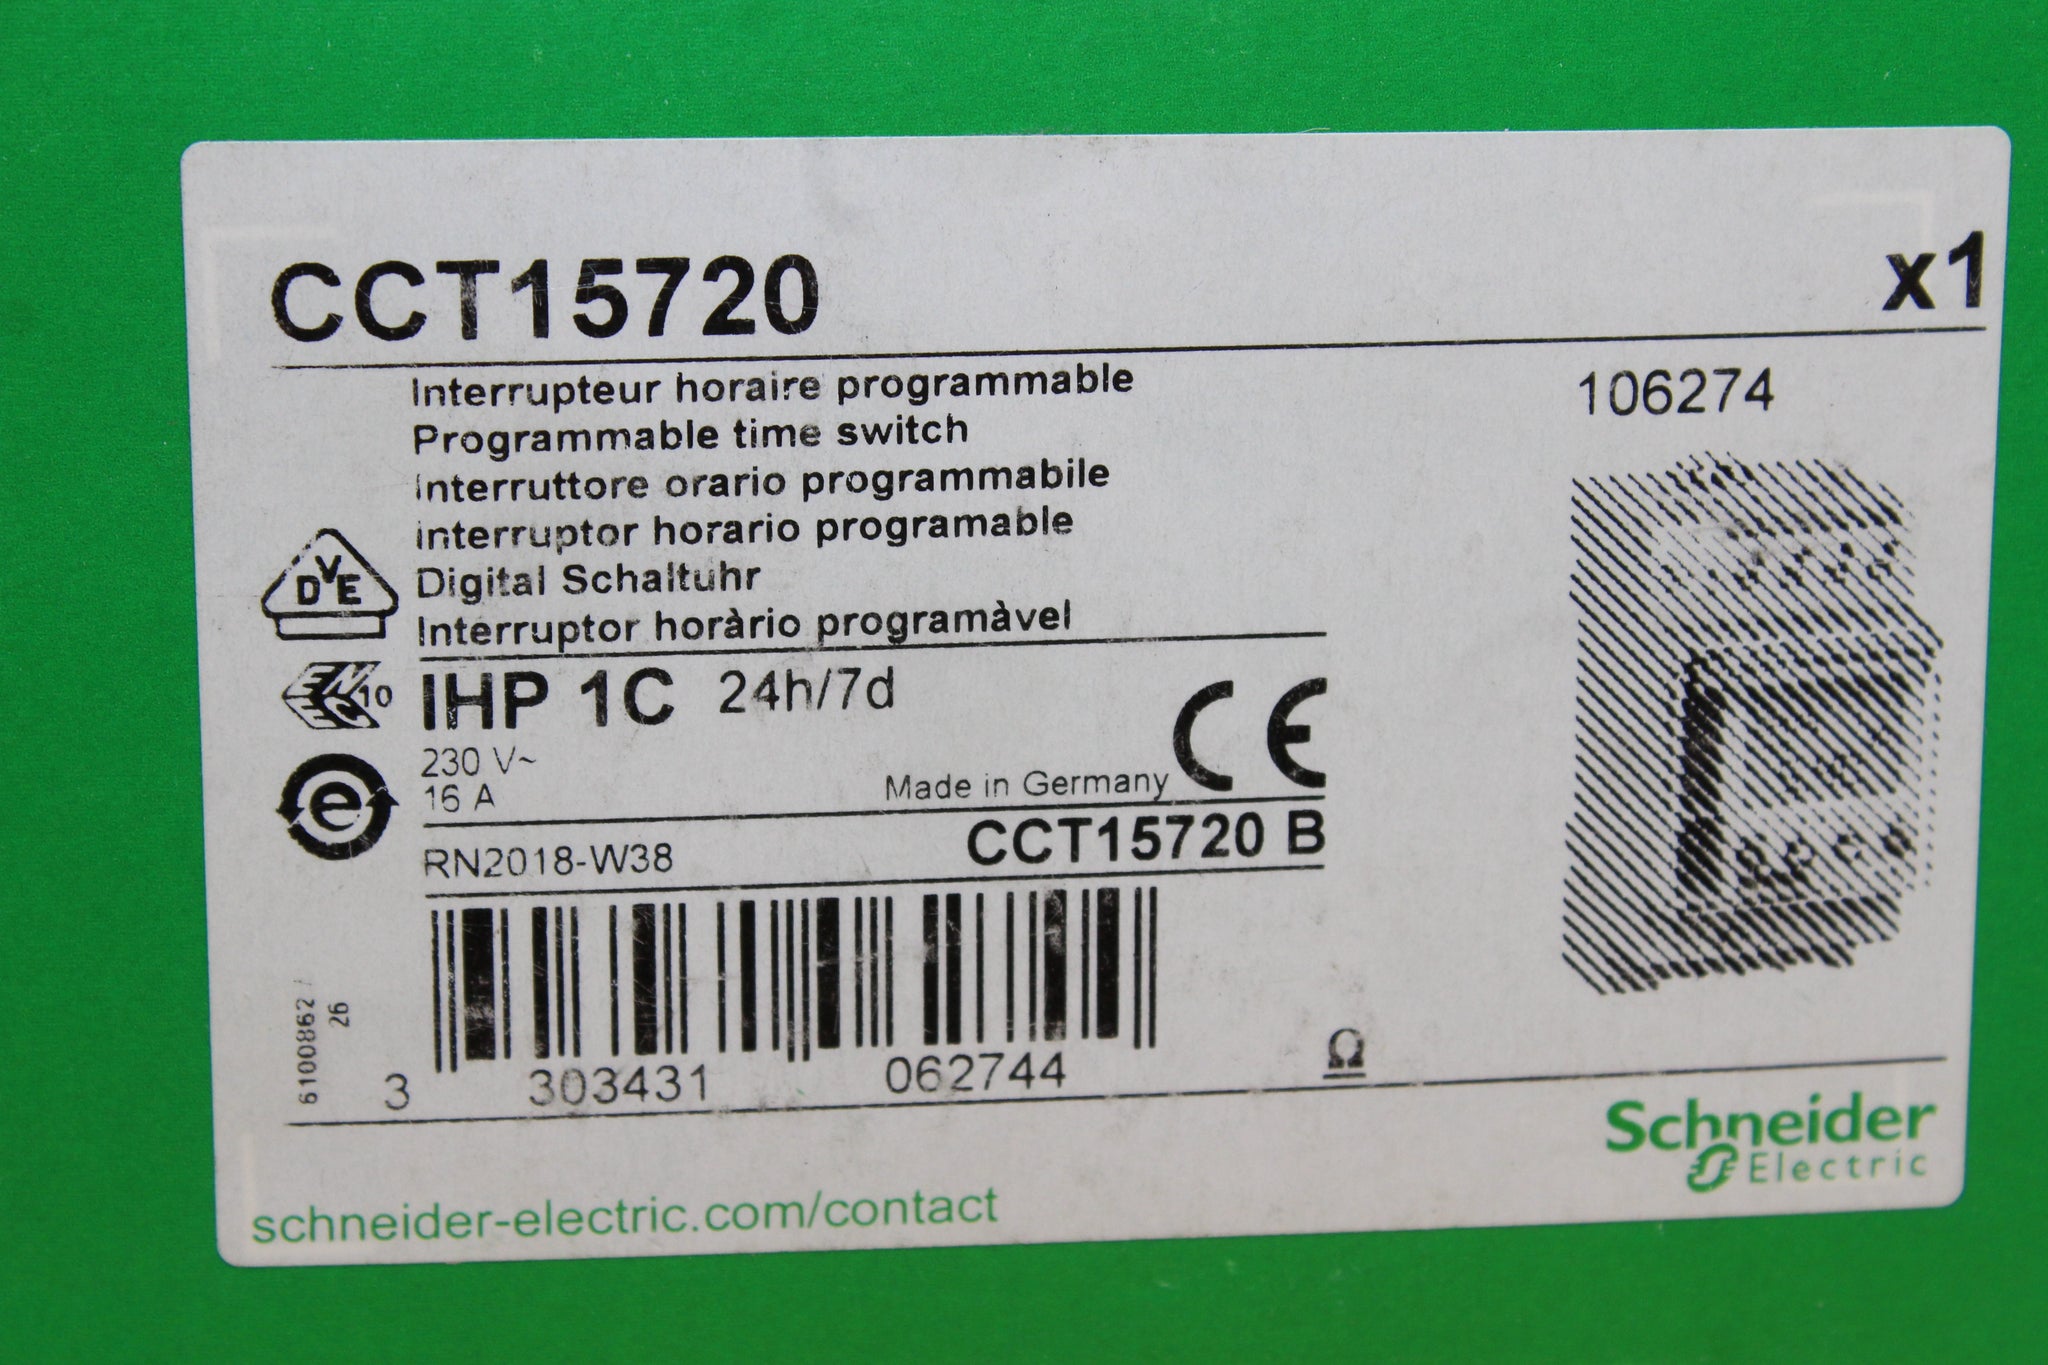 CCT15720
x1
Interrupteur horaire programmable
Programmable time switch
Interruttore orario programmabile
Interruptor horario programable
Digital Schaltuhr
Interruptor horàrio programàvel
106274
DVE
ENEC 10
IHP 1C 24h/7d
230 V~
16 A
Made in Germany
CE
e
RN2018-W38
CCT15720 B
6100862 /
26
3 303431 062744
Ω
Schneider
Electric
schneider-electric.com/contact